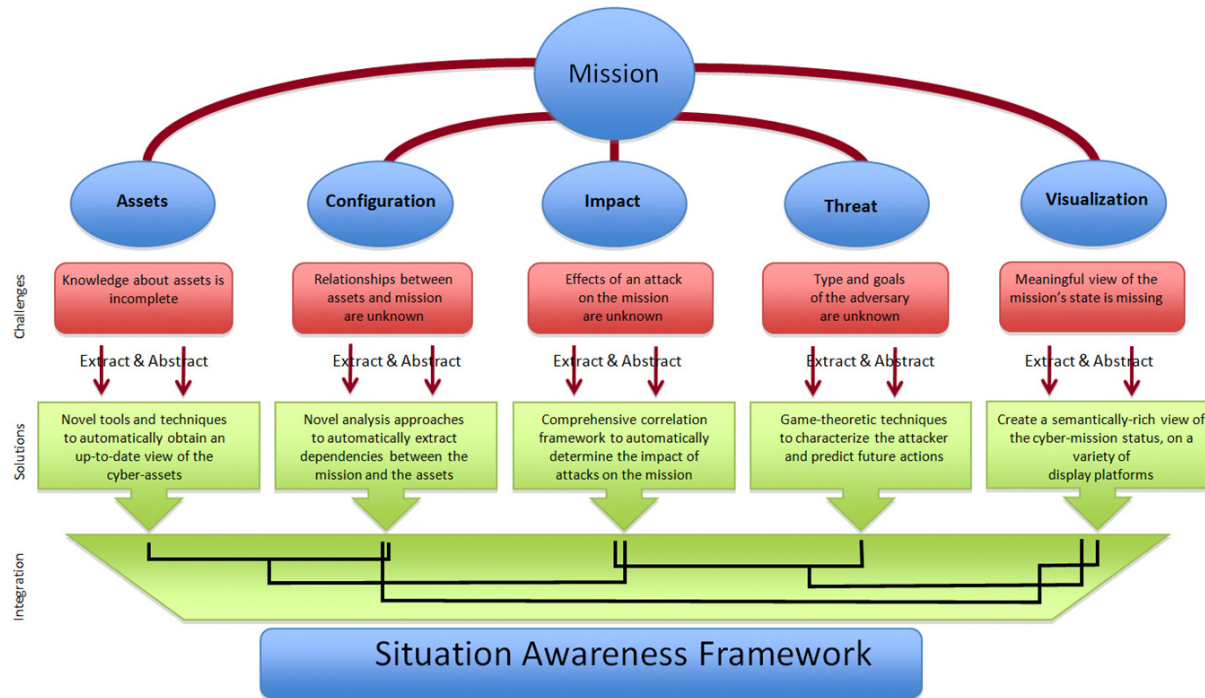 Mission
Assets
Configuration
Impact
Threat
Visualization
Challenges
Knowledge about assets is
incomplete
Relationships between
assets and mission
are unknown
Effects of an attack
on the mission
are unknown
Type and goals
of the adversary
are unknown
Meaningful view of the
mission's state is missing
Extract & Abstract
Extract & Abstract
Extract & Abstract
Extract & Abstract
Extract & Abstract
Solutions
Novel tools and techniques
to automatically obtain an
up-to-date view of the
cyber-assets
Novel analysis approaches
to automatically extract
dependencies between the
mission and the assets
Comprehensive correlation
framework to automatically
determine the impact of
attacks on the mission
Game-theoretic techniques
to characterize the attacker
and predict future actions
Create a semantically-rich view of
the cyber-mission status, on a
variety of
display platforms
Integration
Situation Awareness Framework